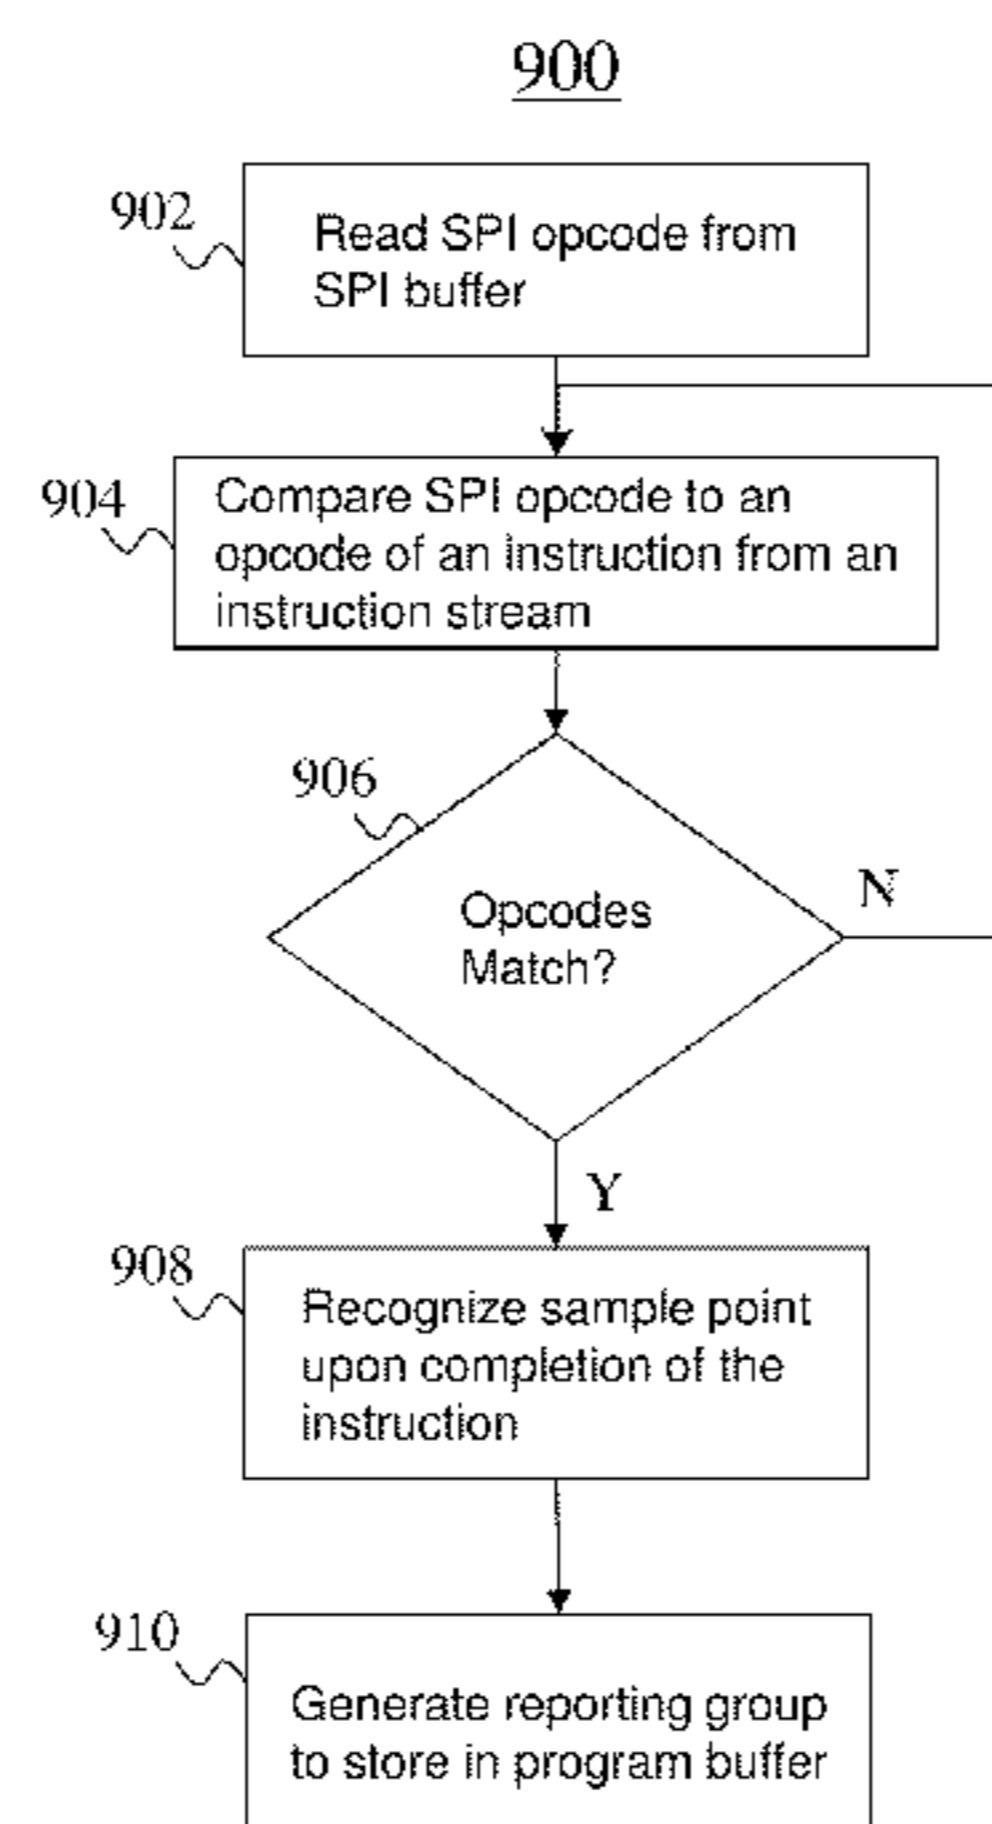 900
902
Read SPI opcode from
SPI buffer
904
Compare SPI opcode to an
opcode of an instruction from an
instruction stream
906
Opcodes
Match?
N
Y
908
Recognize sample point
upon completion of the
instruction
910
Generate reporting group
to store in program buffer